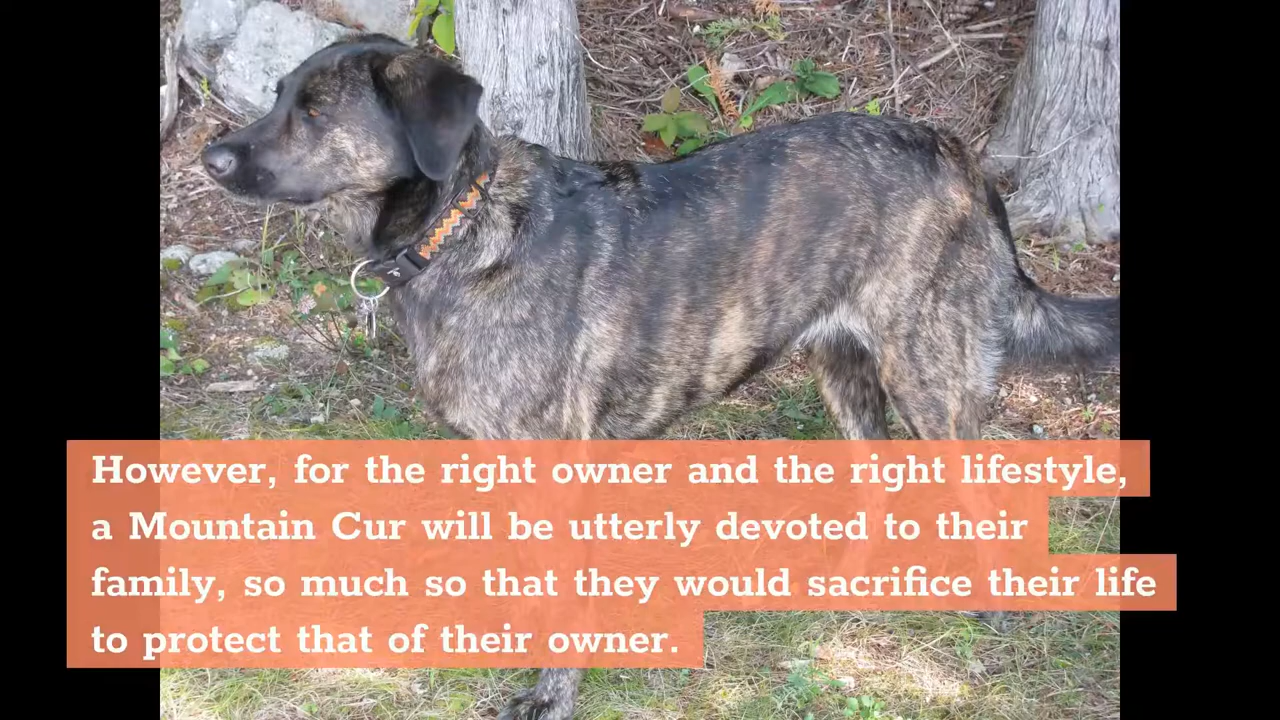 However, for the right owner and the right lifestyle,
a Mountain Cur will be utterly devoted to their
family, so much so that they would sacrifice their life
to protect that of their owner.